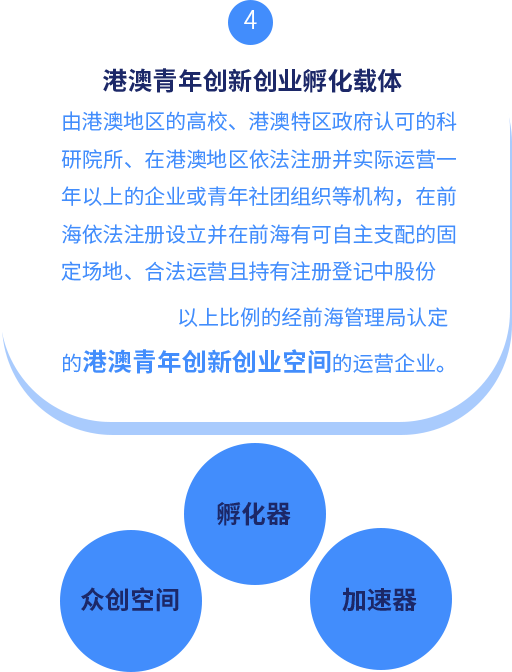 4
港澳青年创新创业孵化载体
由港澳地区的高校、港澳特区政府认可的科
研院所、在港澳地区依法注册并实际运营一
年以上的企业或青年社团组织等机构，在前
海依法注册设立并在前海有可自主支配的固
定场地、合法运营且持有注册登记中股份
以上比例的经前海管理局认定
的港澳青年创新创业空间的运营企业。
孵化器
众创空间
加速器